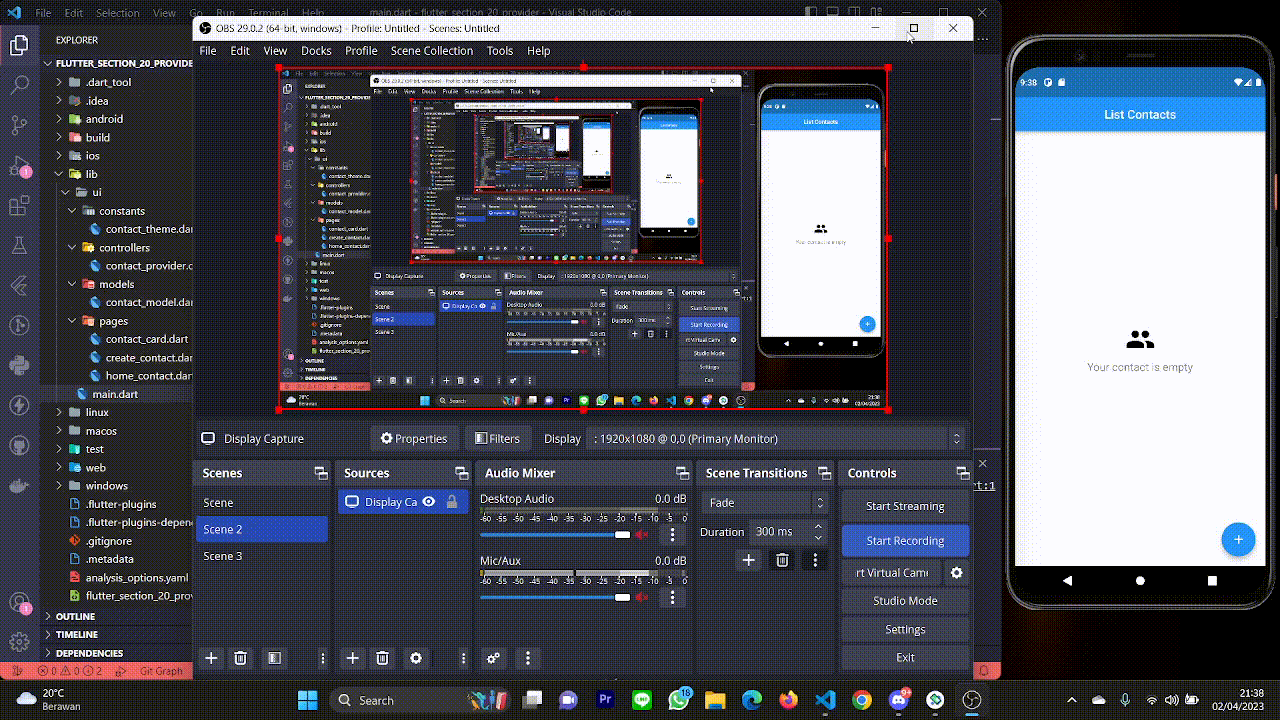 File Edit Selection View Go Run Terminal Help main.dart - flutter_section_20_provider - Visual Studio Code
EXPLORER
FLUTTER_SECTION_20_PROVIDE
.dart_tool
.idea
android
build
ios
lib
ui
constants
contact_theme.dar
controllers
contact_provider.d
models
contact_model.dar
pages
contact_card.dart
create_contact.dart
home_contact.dart
main.dart
linux
macos
test
web
windows
.flutter-plugins
.flutter-plugins-depen
.gitignore
.metadata
analysis_options.yaml
flutter_section_20_prov
OUTLINE
TIMELINE
DEPENDENCIES
0 0 2 Git Graph
1
1
OBS 29.0.2 (64-bit, windows) - Profile: Untitled - Scenes: Untitled
File Edit View Docks Profile Scene Collection Tools Help
Display Capture Properties Filters Display : 1920x1080 @ 0,0 (Primary Monitor)
Scenes
Scene
Scene 2
Scene 3
Sources
Display Ca
Audio Mixer
Desktop Audio 0.0 dB
-60 -55 -50 -45 -40 -35 -30 -25 -20 -15 -10 -5 0
Mic/Aux 0.0 dB
-60 -55 -50 -45 -40 -35 -30 -25 -20 -15 -10 -5 0
Scene Transitions
Fade
Duration 300 ms
Controls
Start Streaming
Start Recording
rt Virtual Cam
Studio Mode
Settings
Exit
rt:1
9:38
List Contacts
Your contact is empty
20°C
Berawan
Search
Pr
18
9+
21:38
02/04/2023